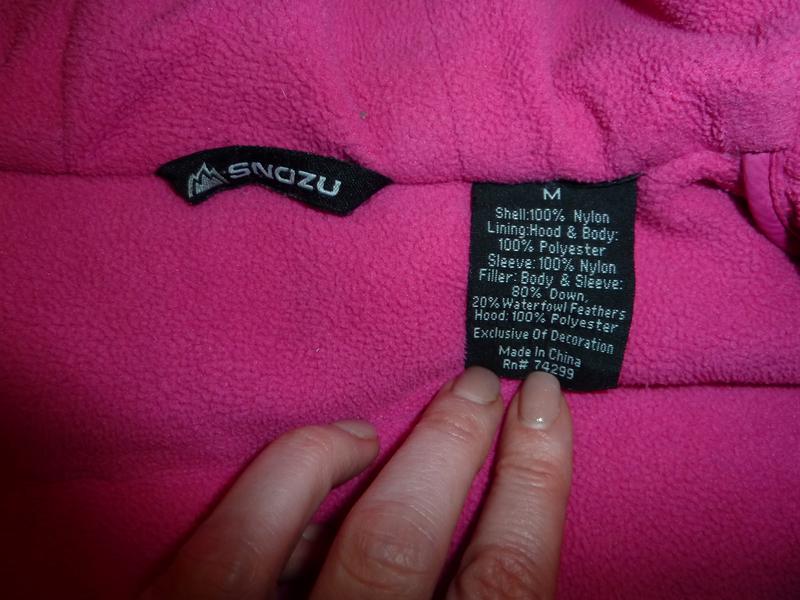 SNOZU
M
Shell:100% Nylon
Lining:Hood & Body:
100% Polyester
Sleeve:100% Nylon
Filler: Body & Sleeve:
80% Down,
20% Waterfowl Feathers
Hood: 100% Polyester
Exclusive Of Decoration
Made In China
Rn# 74299